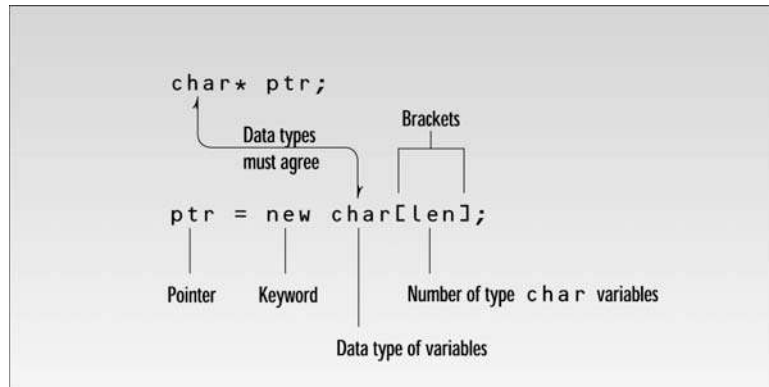 char* ptr;
Brackets
Data types
must agree
ptr = new char[len];
Pointer
Keyword
Number of type char variables
Data type of variables